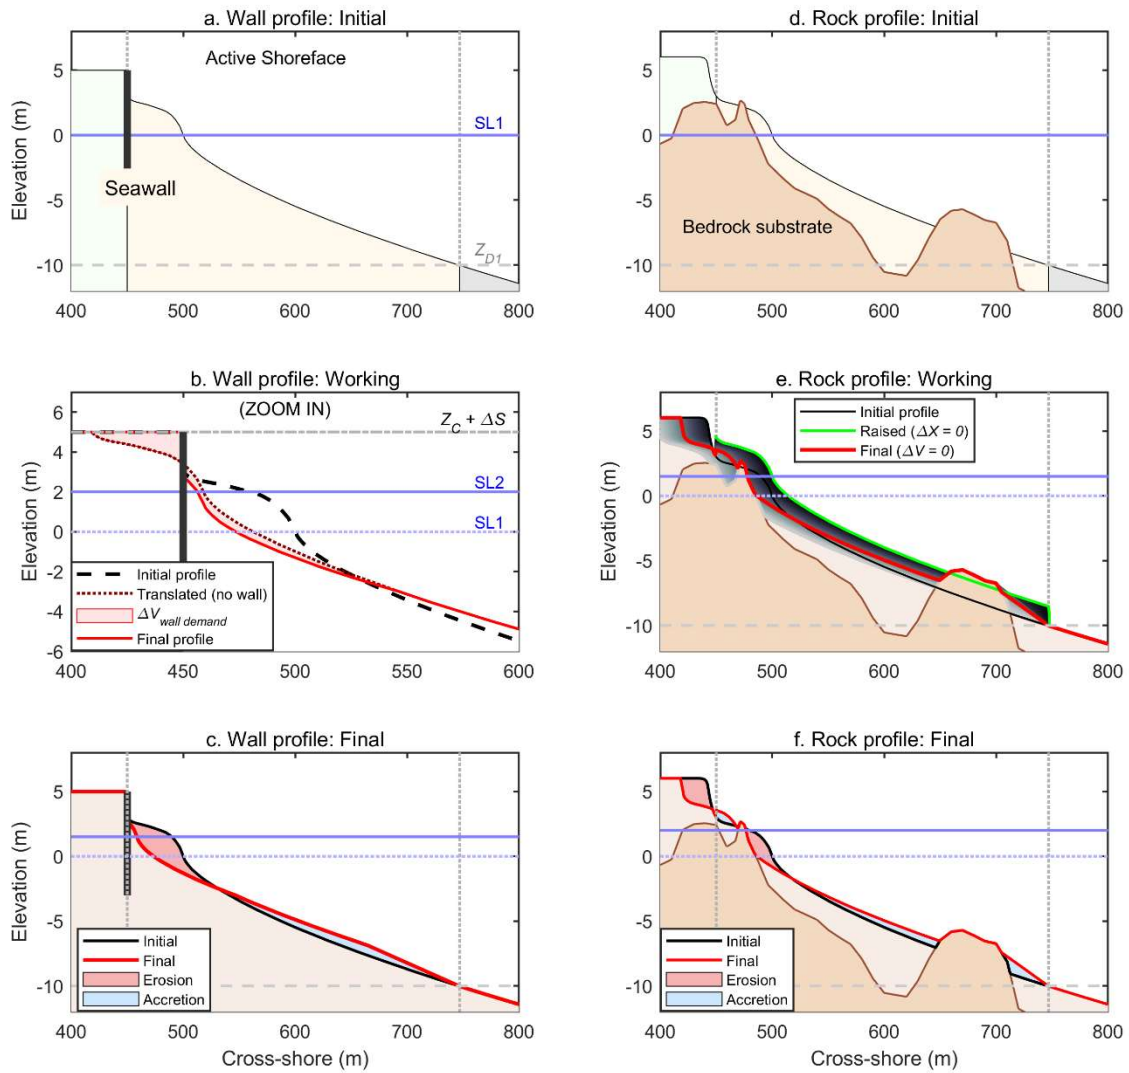 a. Wall profile: Initial
Active Shoreface
SL1
Seawall
Z_D1
Elevation (m)
5
0
-5
-10
400 500 600 700 800
d. Rock profile: Initial
SL1
Bedrock substrate
Elevation (m)
5
0
-5
-10
400 500 600 700 800
b. Wall profile: Working
(ZOOM IN)
Z_C + ΔS
SL2
SL1
Initial profile
Translated (no wall)
ΔV_wall demand
Final profile
Elevation (m)
6
4
2
0
-2
-4
-6
400 450 500 550 600
e. Rock profile: Working
Initial profile
Raised (ΔX = 0)
Final (ΔV = 0)
Elevation (m)
5
0
-5
-10
400 500 600 700 800
c. Wall profile: Final
Initial
Final
Erosion
Accretion
Elevation (m)
5
0
-5
-10
400 500 600 700 800
Cross-shore (m)
f. Rock profile: Final
Initial
Final
Erosion
Accretion
Elevation (m)
5
0
-5
-10
400 500 600 700 800
Cross-shore (m)